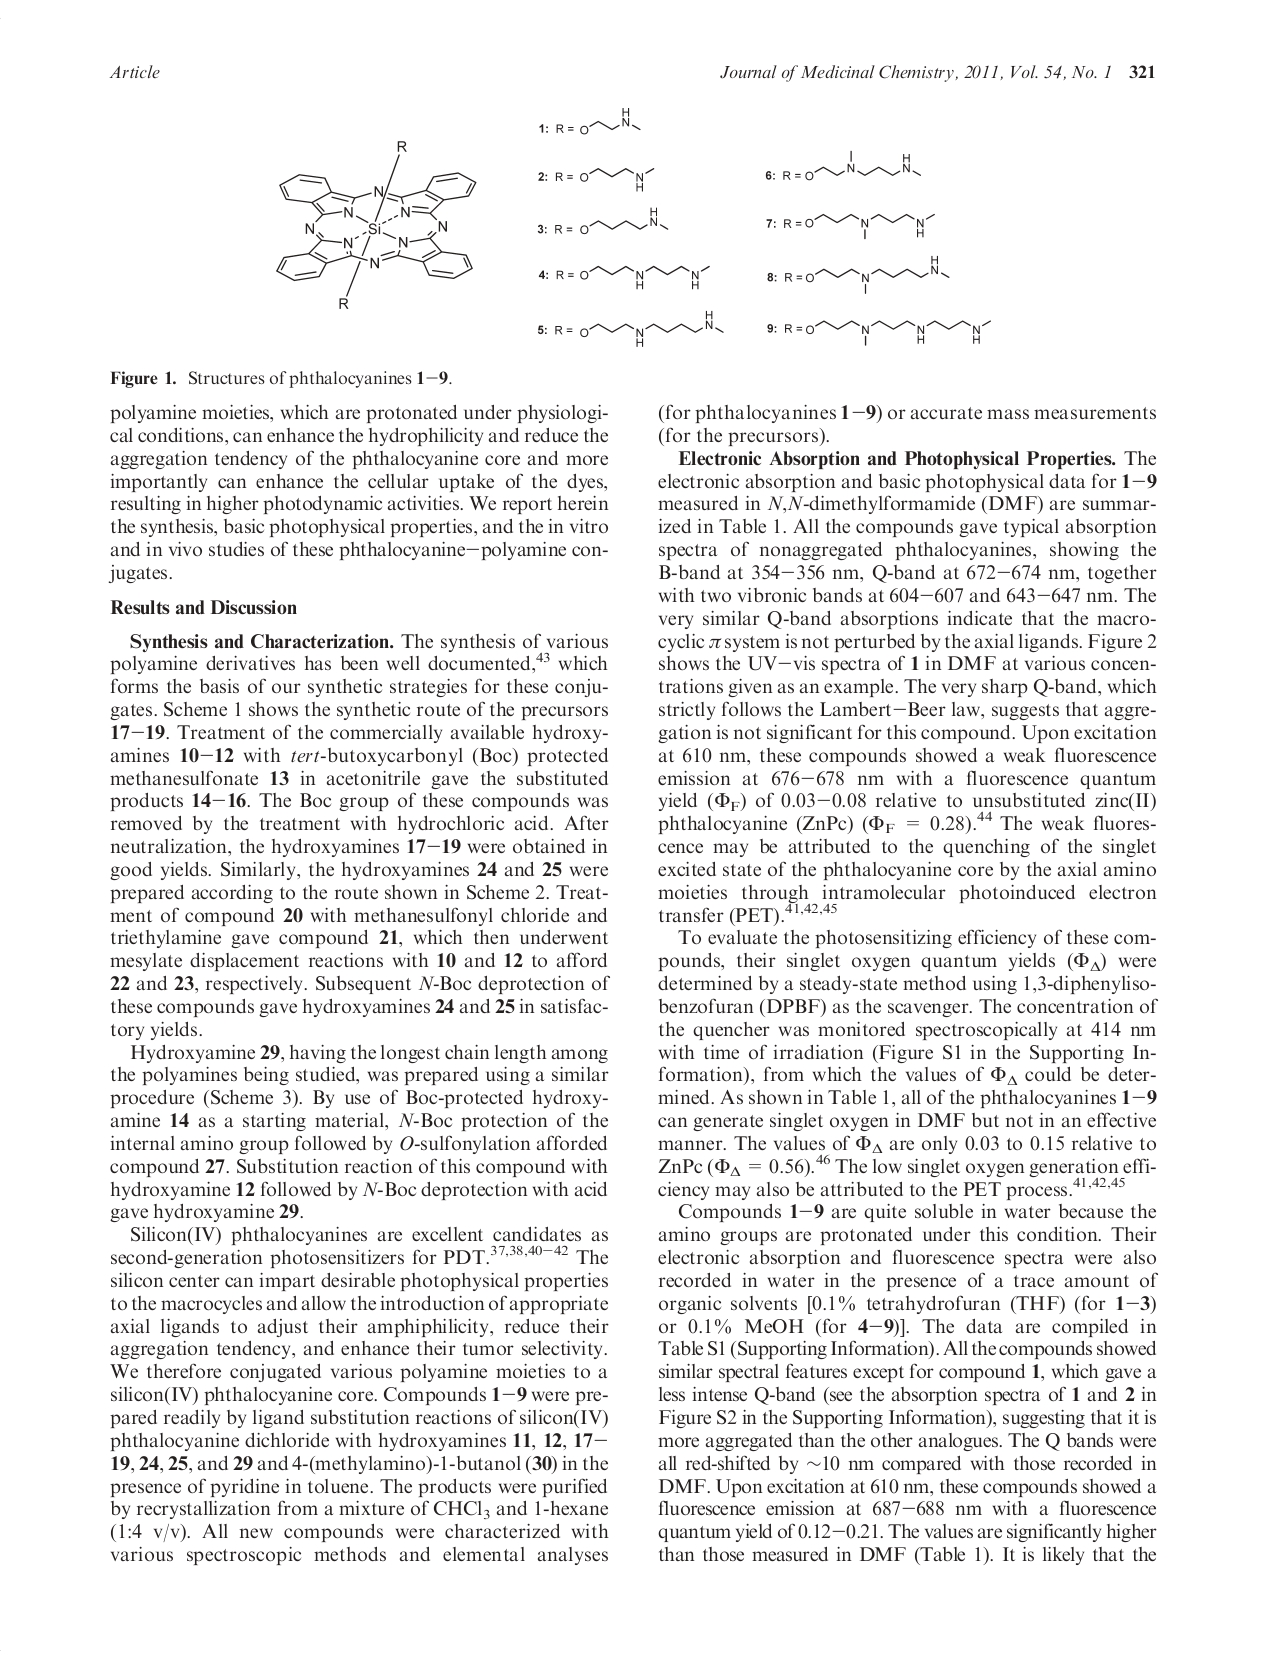 Article
Journal of Medicinal Chemistry, 2011, Vol. 54, No. 1 321
R
N
N
N
N
Si
N
N
N
N
R
1: R = O
H
N
2: R = O
N
H
3: R = O
H
N
4: R = O
N
H
N
H
5: R = O
N
H
H
N
6: R = O
N
H
N
7: R = O
N
N
H
8: R = O
N
H
N
9: R = O
N
N
H
N
H
Figure 1. Structures of phthalocyanines 1−9.
polyamine moieties, which are protonated under physiologi-
cal conditions, can enhance the hydrophilicity and reduce the
aggregation tendency of the phthalocyanine core and more
importantly can enhance the cellular uptake of the dyes,
resulting in higher photodynamic activities. We report herein
the synthesis, basic photophysical properties, and the in vitro
and in vivo studies of these phthalocyanine−polyamine con-
jugates.
Results and Discussion
Synthesis and Characterization. The synthesis of various
polyamine derivatives has been well documented,43 which
forms the basis of our synthetic strategies for these conju-
gates. Scheme 1 shows the synthetic route of the precursors
17−19. Treatment of the commercially available hydroxy-
amines 10−12 with tert-butoxycarbonyl (Boc) protected
methanesulfonate 13 in acetonitrile gave the substituted
products 14−16. The Boc group of these compounds was
removed by the treatment with hydrochloric acid. After
neutralization, the hydroxyamines 17−19 were obtained in
good yields. Similarly, the hydroxyamines 24 and 25 were
prepared according to the route shown in Scheme 2. Treat-
ment of compound 20 with methanesulfonyl chloride and
triethylamine gave compound 21, which then underwent
mesylate displacement reactions with 10 and 12 to afford
22 and 23, respectively. Subsequent N-Boc deprotection of
these compounds gave hydroxyamines 24 and 25 in satisfac-
tory yields.
Hydroxyamine 29, having the longest chain length among
the polyamines being studied, was prepared using a similar
procedure (Scheme 3). By use of Boc-protected hydroxy-
amine 14 as a starting material, N-Boc protection of the
internal amino group followed by O-sulfonylation afforded
compound 27. Substitution reaction of this compound with
hydroxyamine 12 followed by N-Boc deprotection with acid
gave hydroxyamine 29.
Silicon(IV) phthalocyanines are excellent candidates as
second-generation photosensitizers for PDT.37,38,40−42 The
silicon center can impart desirable photophysical properties
to the macrocycles and allow the introduction of appropriate
axial ligands to adjust their amphiphilicity, reduce their
aggregation tendency, and enhance their tumor selectivity.
We therefore conjugated various polyamine moieties to a
silicon(IV) phthalocyanine core. Compounds 1−9 were pre-
pared readily by ligand substitution reactions of silicon(IV)
phthalocyanine dichloride with hydroxyamines 11, 12, 17−
19, 24, 25, and 29 and 4-(methylamino)-1-butanol (30) in the
presence of pyridine in toluene. The products were purified
by recrystallization from a mixture of CHCl3 and 1-hexane
(1:4 v/v). All new compounds were characterized with
various spectroscopic methods and elemental analyses
(for phthalocyanines 1−9) or accurate mass measurements
(for the precursors).
Electronic Absorption and Photophysical Properties. The
electronic absorption and basic photophysical data for 1−9
measured in N,N-dimethylformamide (DMF) are summar-
ized in Table 1. All the compounds gave typical absorption
spectra of nonaggregated phthalocyanines, showing the
B-band at 354−356 nm, Q-band at 672−674 nm, together
with two vibronic bands at 604−607 and 643−647 nm. The
very similar Q-band absorptions indicate that the macro-
cyclic π system is not perturbed by the axial ligands. Figure 2
shows the UV−vis spectra of 1 in DMF at various concen-
trations given as an example. The very sharp Q-band, which
strictly follows the Lambert−Beer law, suggests that aggre-
gation is not significant for this compound. Upon excitation
at 610 nm, these compounds showed a weak fluorescence
emission at 676−678 nm with a fluorescence quantum
yield (ΦF) of 0.03−0.08 relative to unsubstituted zinc(II)
phthalocyanine (ZnPc) (ΦF = 0.28).44 The weak fluores-
cence may be attributed to the quenching of the singlet
excited state of the phthalocyanine core by the axial amino
moieties through intramolecular photoinduced electron
transfer (PET).41,42,45
To evaluate the photosensitizing efficiency of these com-
pounds, their singlet oxygen quantum yields (ΦΔ) were
determined by a steady-state method using 1,3-diphenyliso-
benzofuran (DPBF) as the scavenger. The concentration of
the quencher was monitored spectroscopically at 414 nm
with time of irradiation (Figure S1 in the Supporting In-
formation), from which the values of ΦΔ could be deter-
mined. As shown in Table 1, all of the phthalocyanines 1−9
can generate singlet oxygen in DMF but not in an effective
manner. The values of ΦΔ are only 0.03 to 0.15 relative to
ZnPc (ΦΔ = 0.56).46 The low singlet oxygen generation effi-
ciency may also be attributed to the PET process.41,42,45
Compounds 1−9 are quite soluble in water because the
amino groups are protonated under this condition. Their
electronic absorption and fluorescence spectra were also
recorded in water in the presence of a trace amount of
organic solvents [0.1% tetrahydrofuran (THF) (for 1−3)
or 0.1% MeOH (for 4−9)]. The data are compiled in
Table S1 (Supporting Information). All the compounds showed
similar spectral features except for compound 1, which gave a
less intense Q-band (see the absorption spectra of 1 and 2 in
Figure S2 in the Supporting Information), suggesting that it is
more aggregated than the other analogues. The Q bands were
all red-shifted by ∼10 nm compared with those recorded in
DMF. Upon excitation at 610 nm, these compounds showed a
fluorescence emission at 687−688 nm with a fluorescence
quantum yield of 0.12−0.21. The values are significantly higher
than those measured in DMF (Table 1). It is likely that the